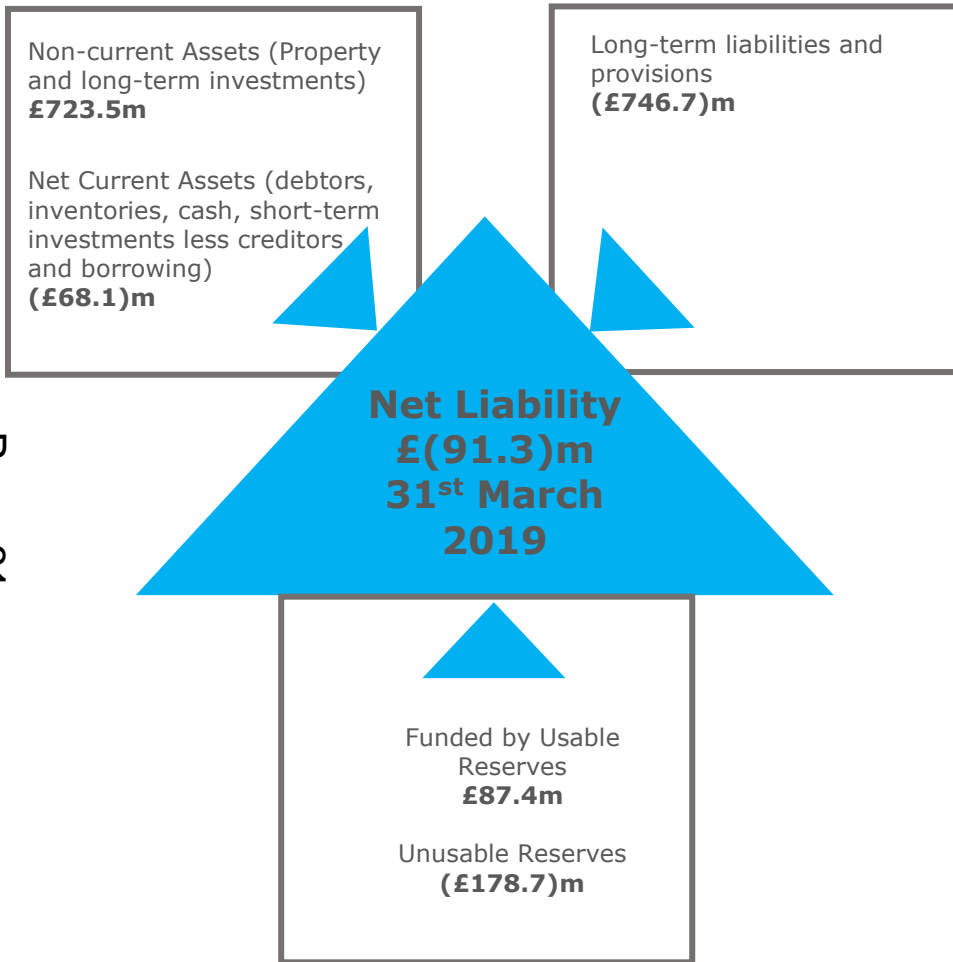 Non-current Assets (Property
and long-term investments)
£723.5m
Net Current Assets (debtors,
inventories, cash, short-term
investments less creditors
and borrowing)
(£68.1)m
Long-term liabilities and
provisions
(£746.7)m
Net Liability
£(91.3)m
31st March
2019
Funded by Usable
Reserves
£87.4m
Unusable Reserves
(£178.7)m